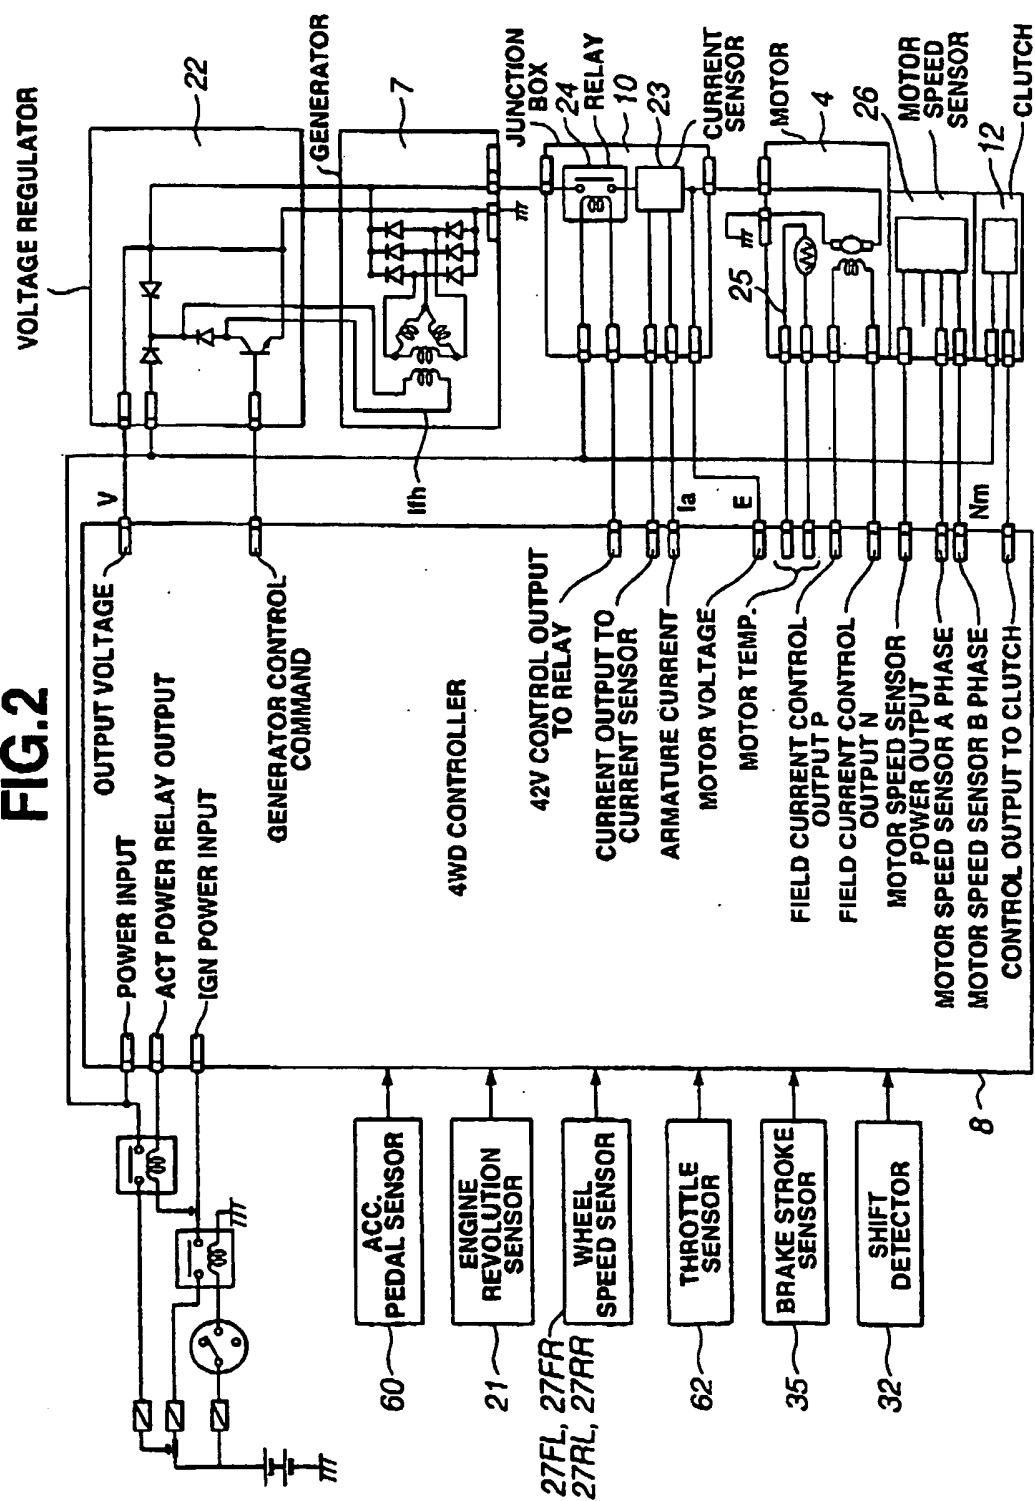 FIG.2
POWER INPUT
ACT POWER RELAY OUTPUT
IGN POWER INPUT
OUTPUT VOLTAGE
V
GENERATOR CONTROL
COMMAND
4WD CONTROLLER
VOLTAGE REGULATOR
22
GENERATOR
7
Ifh
JUNCTION
BOX
24
RELAY
10
23
CURRENT
SENSOR
MOTOR
4
25
26
MOTOR
SPEED
SENSOR
12
CLUTCH
42V CONTROL OUTPUT
TO RELAY
CURRENT OUTPUT TO
CURRENT SENSOR
ARMATURE CURRENT
Ia
MOTOR VOLTAGE
E
MOTOR TEMP.
FIELD CURRENT CONTROL
OUTPUT P
FIELD CURRENT CONTROL
OUTPUT N
MOTOR SPEED SENSOR
POWER OUTPUT
MOTOR SPEED SENSOR A PHASE
MOTOR SPEED SENSOR B PHASE
Nm
CONTROL OUTPUT TO CLUTCH
8
ACC.
PEDAL SENSOR
60
ENGINE
REVOLUTION
SENSOR
21
WHEEL
SPEED SENSOR
27FL, 27FR
27RL, 27RR
THROTTLE
SENSOR
62
BRAKE STROKE
SENSOR
35
SHIFT
DETECTOR
32